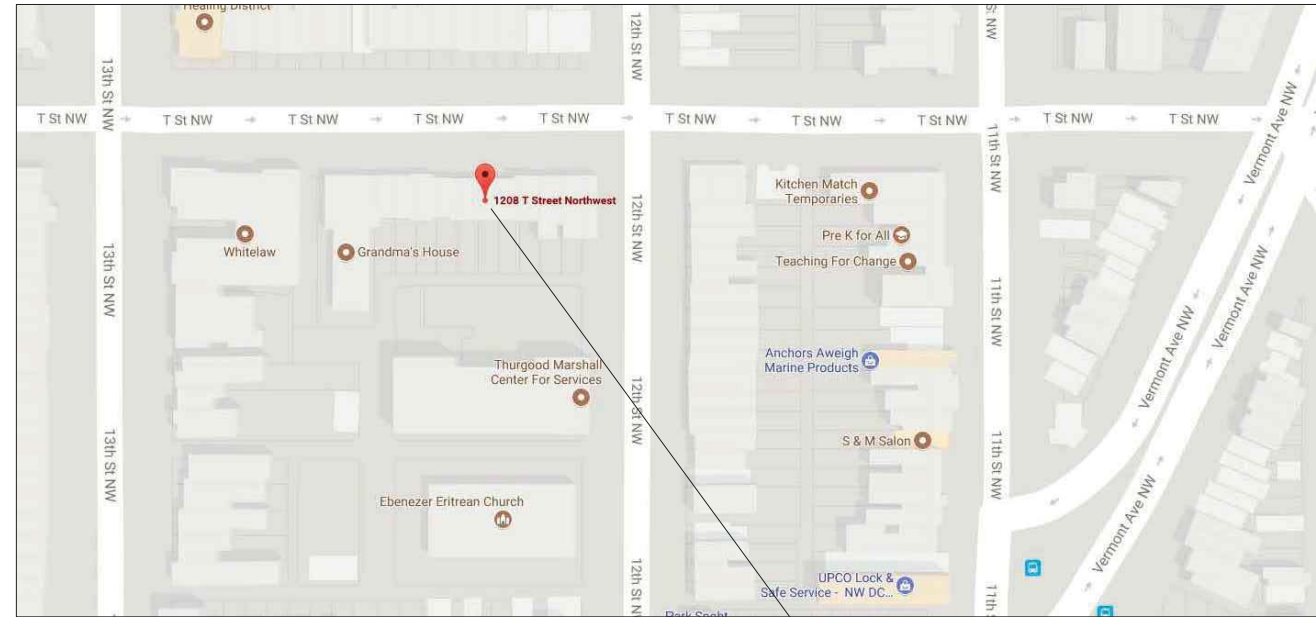 Healing District
12th St NW
S: NW
13th St NW
T St NW
T St NW
T St NW
T St NW
T St NW
T St NW
T St NW
T St NW
T St NW
T St NW
11th St NW
Vermont Ave NW
1208 T Street Northwest
Kitchen Match
Temporaries
12th St NW
Whitelaw
Grandma's House
Pre K for All
Teaching For Change
13th St NW
11th St NW
Vermont Ave NW
Vermont Ave NW
Anchors Aweigh
Marine Products
Thurgood Marshall
Center For Services
12th St NW
S & M Salon
13th St NW
11th St NW
Ebenezer Eritrean Church
Vermont Ave NW
12th St N
UPCO Lock &
Safe Service - NW DC...
11th S